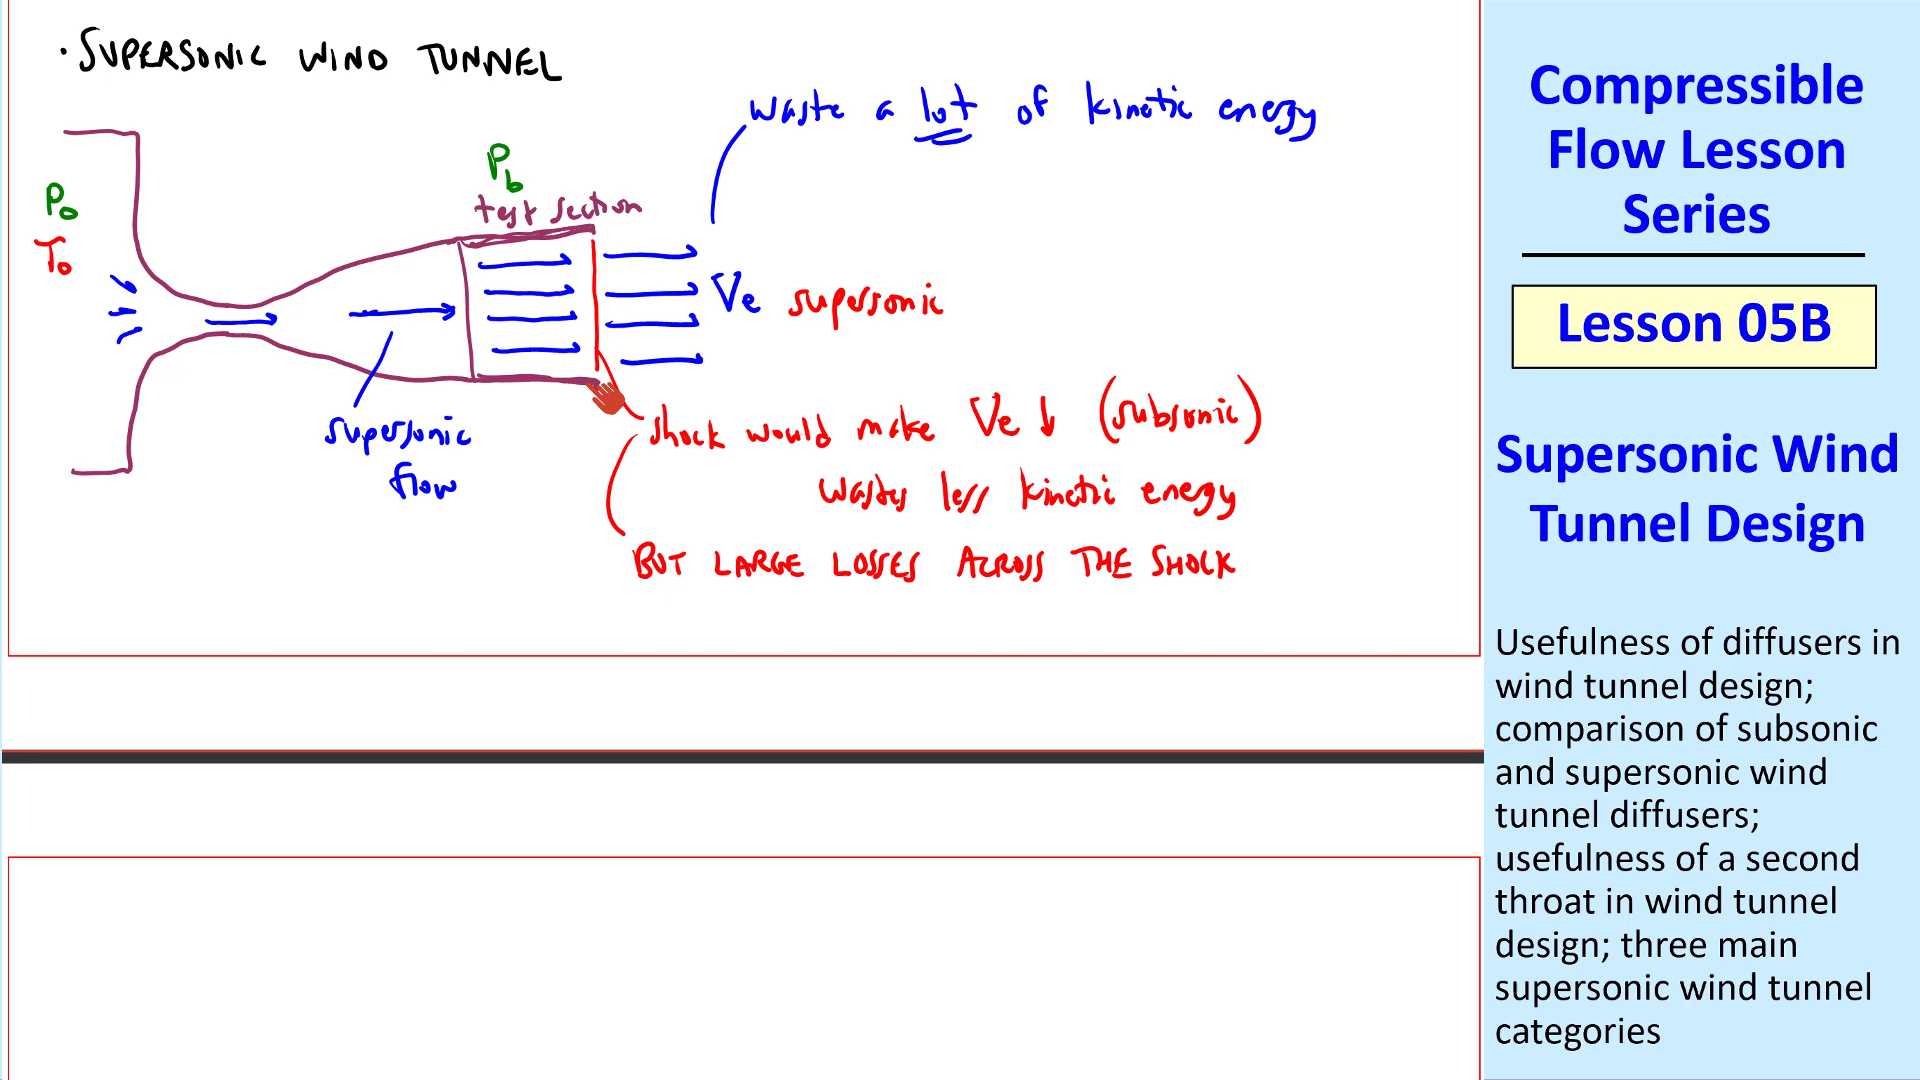 · SUPERSONIC WIND TUNNEL
waste a lot of kinetic energy
Pb
test section
Po
To
Ve supersonic
supersonic
flow
shock would make Ve ↓ (subsonic)
wastes less kinetic energy
BUT LARGE LOSSES ACROSS THE SHOCK
Compressible
Flow Lesson
Series
Lesson 05B
Supersonic Wind
Tunnel Design
Usefulness of diffusers in
wind tunnel design;
comparison of subsonic
and supersonic wind
tunnel diffusers;
usefulness of a second
throat in wind tunnel
design; three main
supersonic wind tunnel
categories